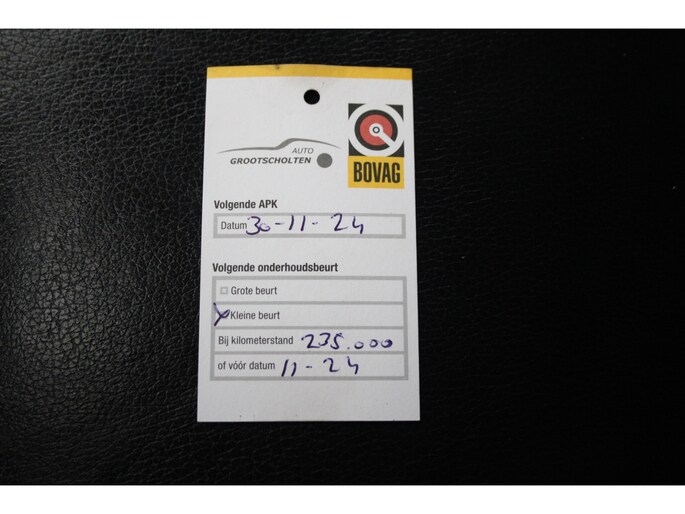 AUTO
GROOTSCHOLTEN
BOVAG
Volgende APK
Datum 30-11-24
Volgende onderhoudsbeurt
Grote beurt
Kleine beurt
Bij kilometerstand 235.000
of vóór datum 11-24